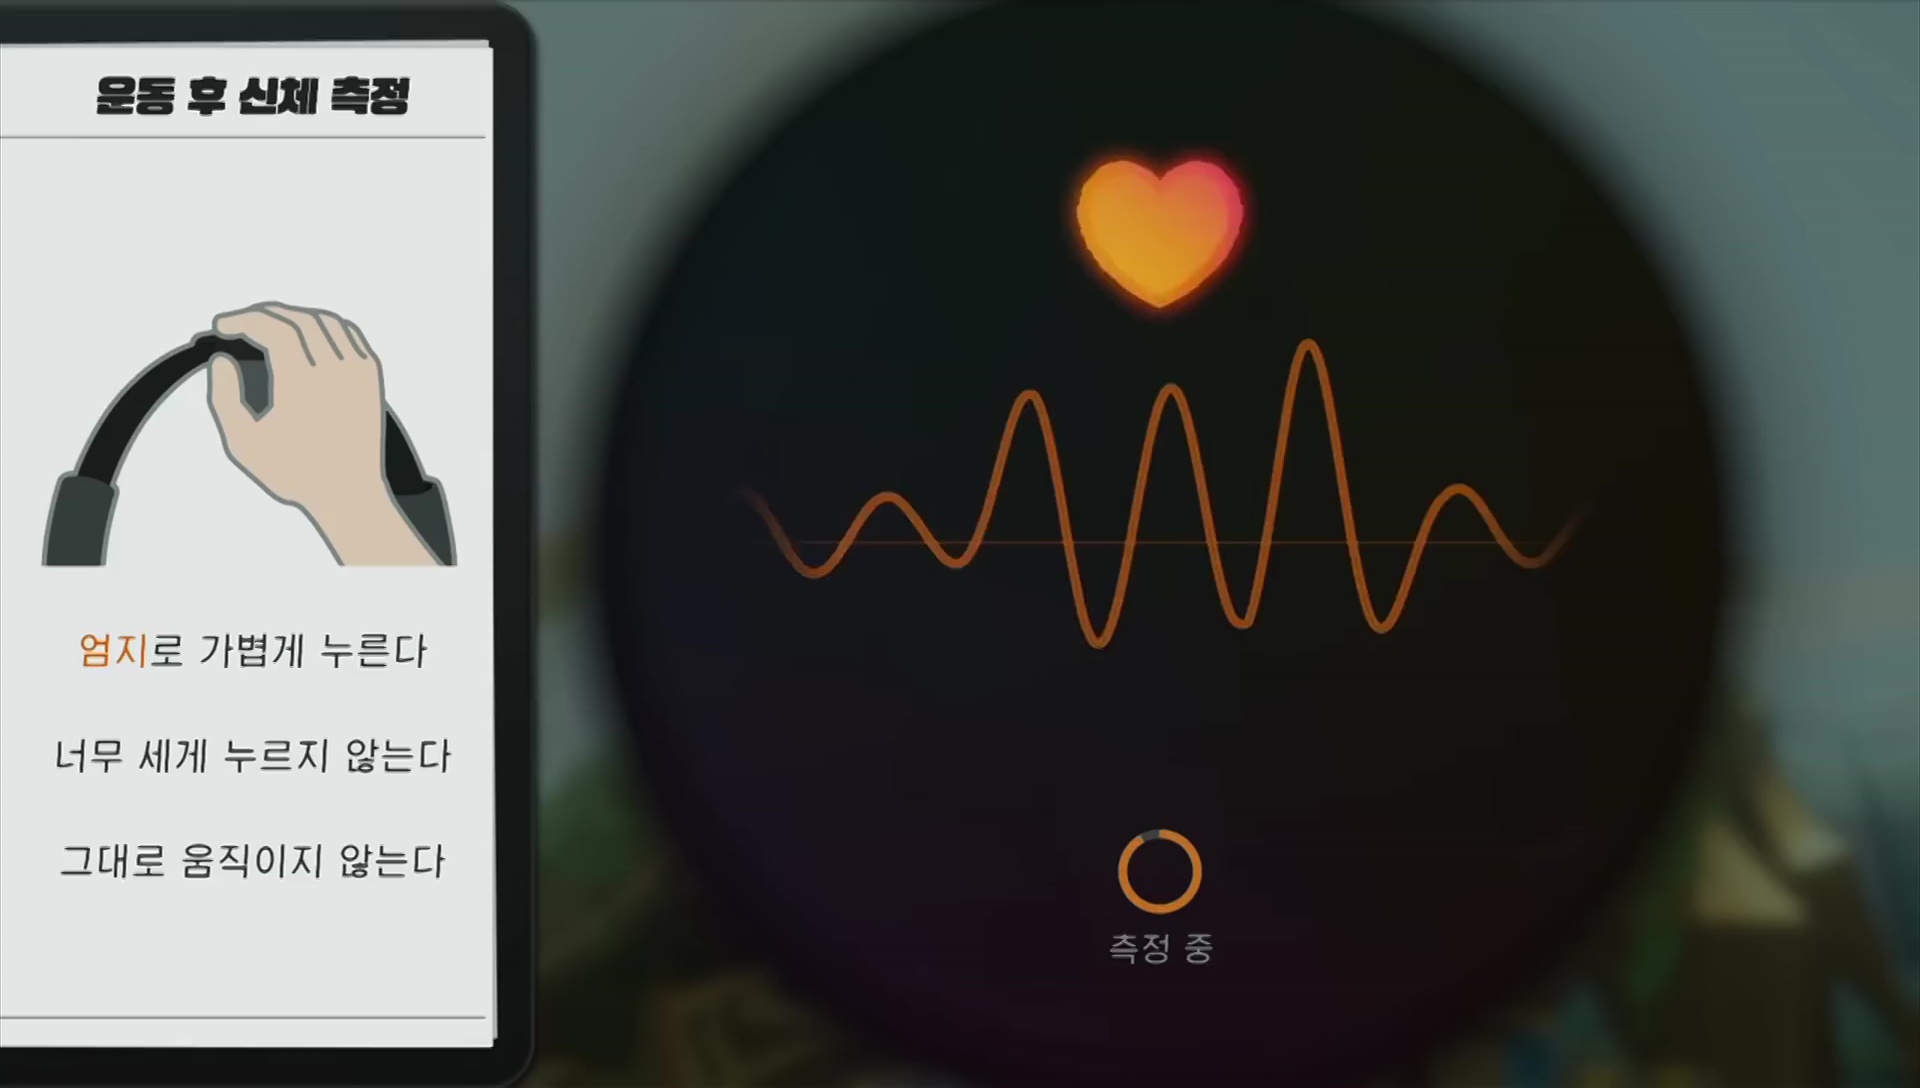 운동 후 신체 측정
엄지로 가볍게 누른다
너무 세게 누르지 않는다
그대로 움직이지 않는다
측정 중